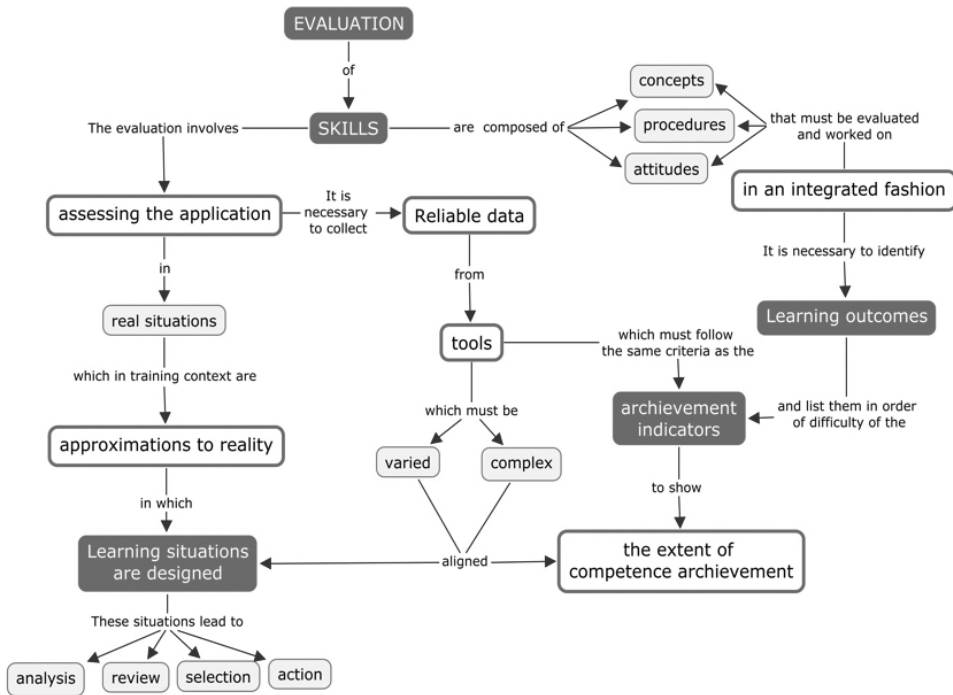 EVALUATION
of
SKILLS
The evaluation involves
are composed of
concepts
procedures
attitudes
that must be evaluated
and worked on
in an integrated fashion
assessing the application
It is
necessary
to collect
Reliable data
It is necessary to identify
in
from
real situations
Learning outcomes
tools
which must follow
the same criteria as the
which in training context are
approximations to reality
which must be
archievement
indicators
and list them in order
of difficulty of the
varied
complex
in which
to show
Learning situations
are designed
aligned
the extent of
competence archievement
These situations lead to
analysis
review
selection
action